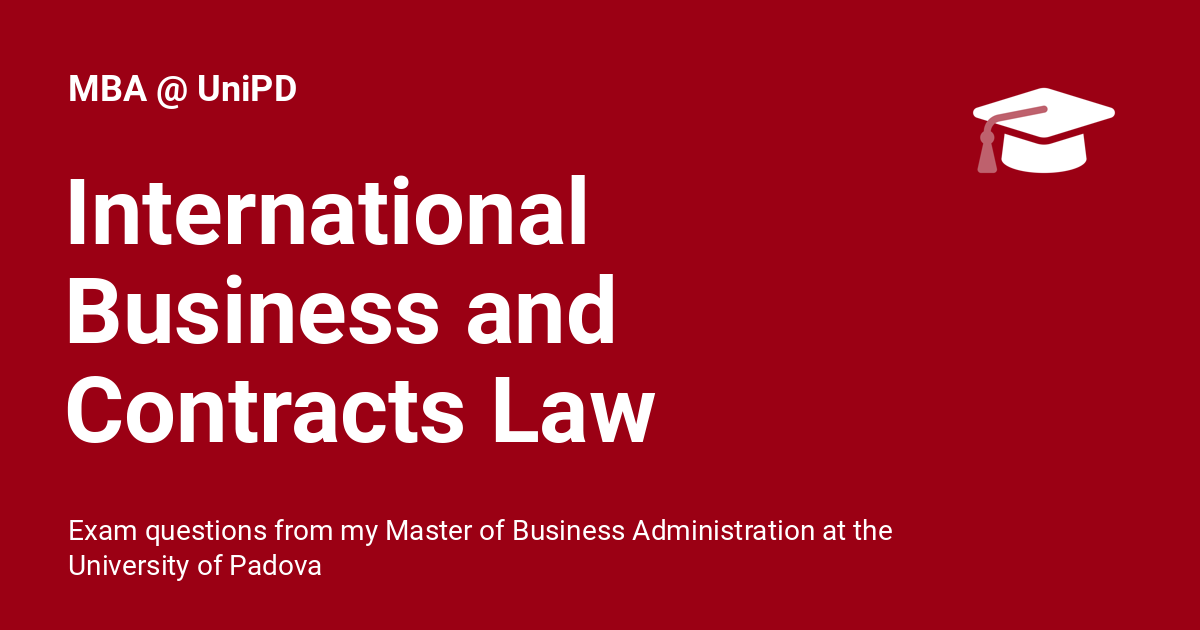 MBA @ UniPD
International
Business and
Contracts Law
Exam questions from my Master of Business Administration at the
University of Padova